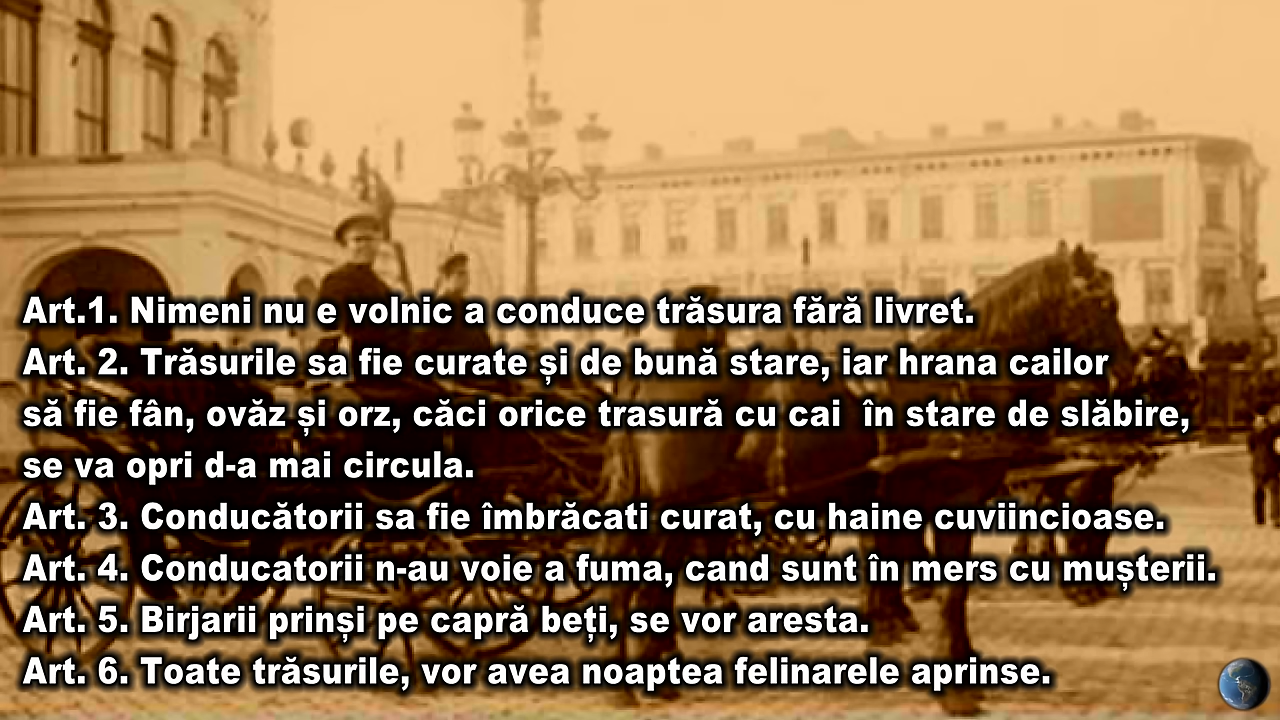 Art.1. Nimeni nu e volnic a conduce trăsura fără livret.
Art. 2. Trăsurile sa fie curate și de bună stare, iar hrana cailor
să fie fân, ovăz și orz, căci orice trasură cu cai  în stare de slăbire,
se va opri d-a mai circula.
Art. 3. Conducătorii sa fie îmbrăcati curat, cu haine cuviincioase.
Art. 4. Conducatorii n-au voie a fuma, cand sunt în mers cu mușterii.
Art. 5. Birjarii prinși pe capră beți, se vor aresta.
Art. 6. Toate trăsurile, vor avea noaptea felinarele aprinse.